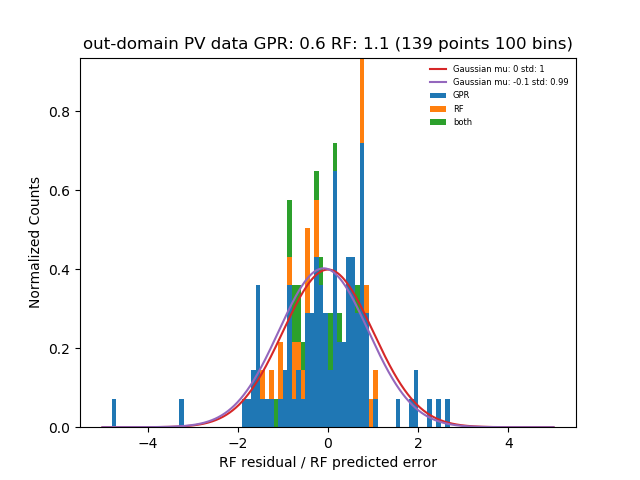 out-domain PV data GPR: 0.6 RF: 1.1 (139 points 100 bins)
Gaussian mu: 0 std: 1
Gaussian mu: -0.1 std: 0.99
GPR
RF
both
Normalized Counts
0.8
0.6
0.4
0.2
0.0
−4
−2
0
2
4
RF residual / RF predicted error